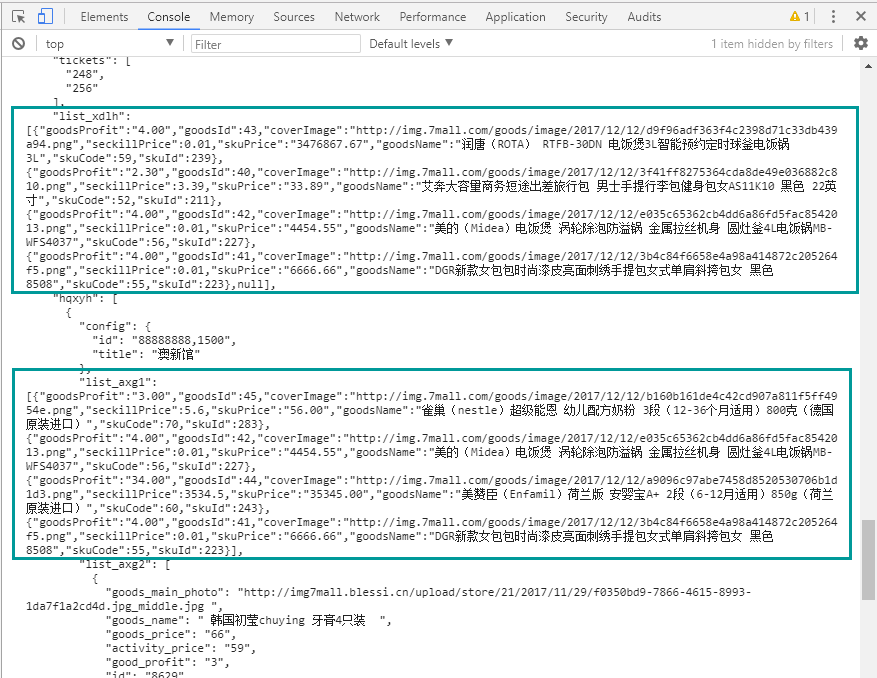 Elements Console Memory Sources Network Performance Application Security Audits 1
top Filter Default levels 1 item hidden by filters
"tickets": [
"248",
"256"
],
"list_xdlh":
[{"goodsProfit":"4.00","goodsId":43,"coverImage":"http://img.7mall.com/goods/image/2017/12/12/d9f96adf363f4c2398d71c33db439
a94.png","seckillPrice":0.01,"skuPrice":"3476867.67","goodsName":"润唐（ROTA） RTFB-30DN 电饭煲3L智能预约定时球釜电饭锅
3L","skuCode":59,"skuId":239},
{"goodsProfit":"2.30","goodsId":40,"coverImage":"http://img.7mall.com/goods/image/2017/12/12/3f41ff8275364cda8de49e036882c8
10.png","seckillPrice":3.39,"skuPrice":"33.89","goodsName":"艾奔大容量商务短途出差旅行包 男士手提行李包健身包女AS11K10 黑色 22英
寸","skuCode":52,"skuId":211},
{"goodsProfit":"4.00","goodsId":42,"coverImage":"http://img.7mall.com/goods/image/2017/12/12/e035c65362cb4dd6a86fd5fac85420
13.png","seckillPrice":0.01,"skuPrice":"4454.55","goodsName":"美的（Midea）电饭煲 涡轮除泡防溢锅 金属拉丝机身 圆灶釜4L电饭锅MB-
WFS4037","skuCode":56,"skuId":227},
{"goodsProfit":"4.00","goodsId":41,"coverImage":"http://img.7mall.com/goods/image/2017/12/12/3b4c84f6658e4a98a414872c205264
f5.png","seckillPrice":0.01,"skuPrice":"6666.66","goodsName":"DGR新款女包包时尚漆皮亮面刺绣手提包女式单肩斜挎包女 黑色
8508","skuCode":55,"skuId":223},null],
"hqxyh": [
{
"config": {
"id": "88888888,1500",
"title": "澳新馆"
},
"list_axg1":
[{"goodsProfit":"3.00","goodsId":45,"coverImage":"http://img.7mall.com/goods/image/2017/12/12/b160b161de4c42cd907a811f5ff49
54e.png","seckillPrice":5.6,"skuPrice":"56.00","goodsName":"雀巢（nestle）超级能恩 幼儿配方奶粉 3段（12-36个月适用）800克（德国
原装进口）","skuCode":70,"skuId":283},
{"goodsProfit":"4.00","goodsId":42,"coverImage":"http://img.7mall.com/goods/image/2017/12/12/e035c65362cb4dd6a86fd5fac85420
13.png","seckillPrice":0.01,"skuPrice":"4454.55","goodsName":"美的（Midea）电饭煲 涡轮除泡防溢锅 金属拉丝机身 圆灶釜4L电饭锅MB-
WFS4037","skuCode":56,"skuId":227},
{"goodsProfit":"34.00","goodsId":44,"coverImage":"http://img.7mall.com/goods/image/2017/12/12/a9096c97abe7458d8520530706b1d
1d3.png","seckillPrice":3534.5,"skuPrice":"35345.00","goodsName":"美赞臣（Enfamil）荷兰版 安婴宝A+ 2段（6-12月适用）850g（荷兰
原装进口）","skuCode":60,"skuId":243},
{"goodsProfit":"4.00","goodsId":41,"coverImage":"http://img.7mall.com/goods/image/2017/12/12/3b4c84f6658e4a98a414872c205264
f5.png","seckillPrice":0.01,"skuPrice":"6666.66","goodsName":"DGR新款女包包时尚漆皮亮面刺绣手提包女式单肩斜挎包女 黑色
8508","skuCode":55,"skuId":223}],
"list_axg2": [
{
"goods_main_photo": "http://img7mall.blessi.cn/upload/store/21/2017/11/29/f0350bd9-7866-4615-8993-
1da7f1a2cd4d.jpg_middle.jpg ",
"goods_name": " 韩国初莹chuying 牙膏4只装  ",
"goods_price": "66",
"activity_price": "59",
"good_profit": "3",
"id": "8629"